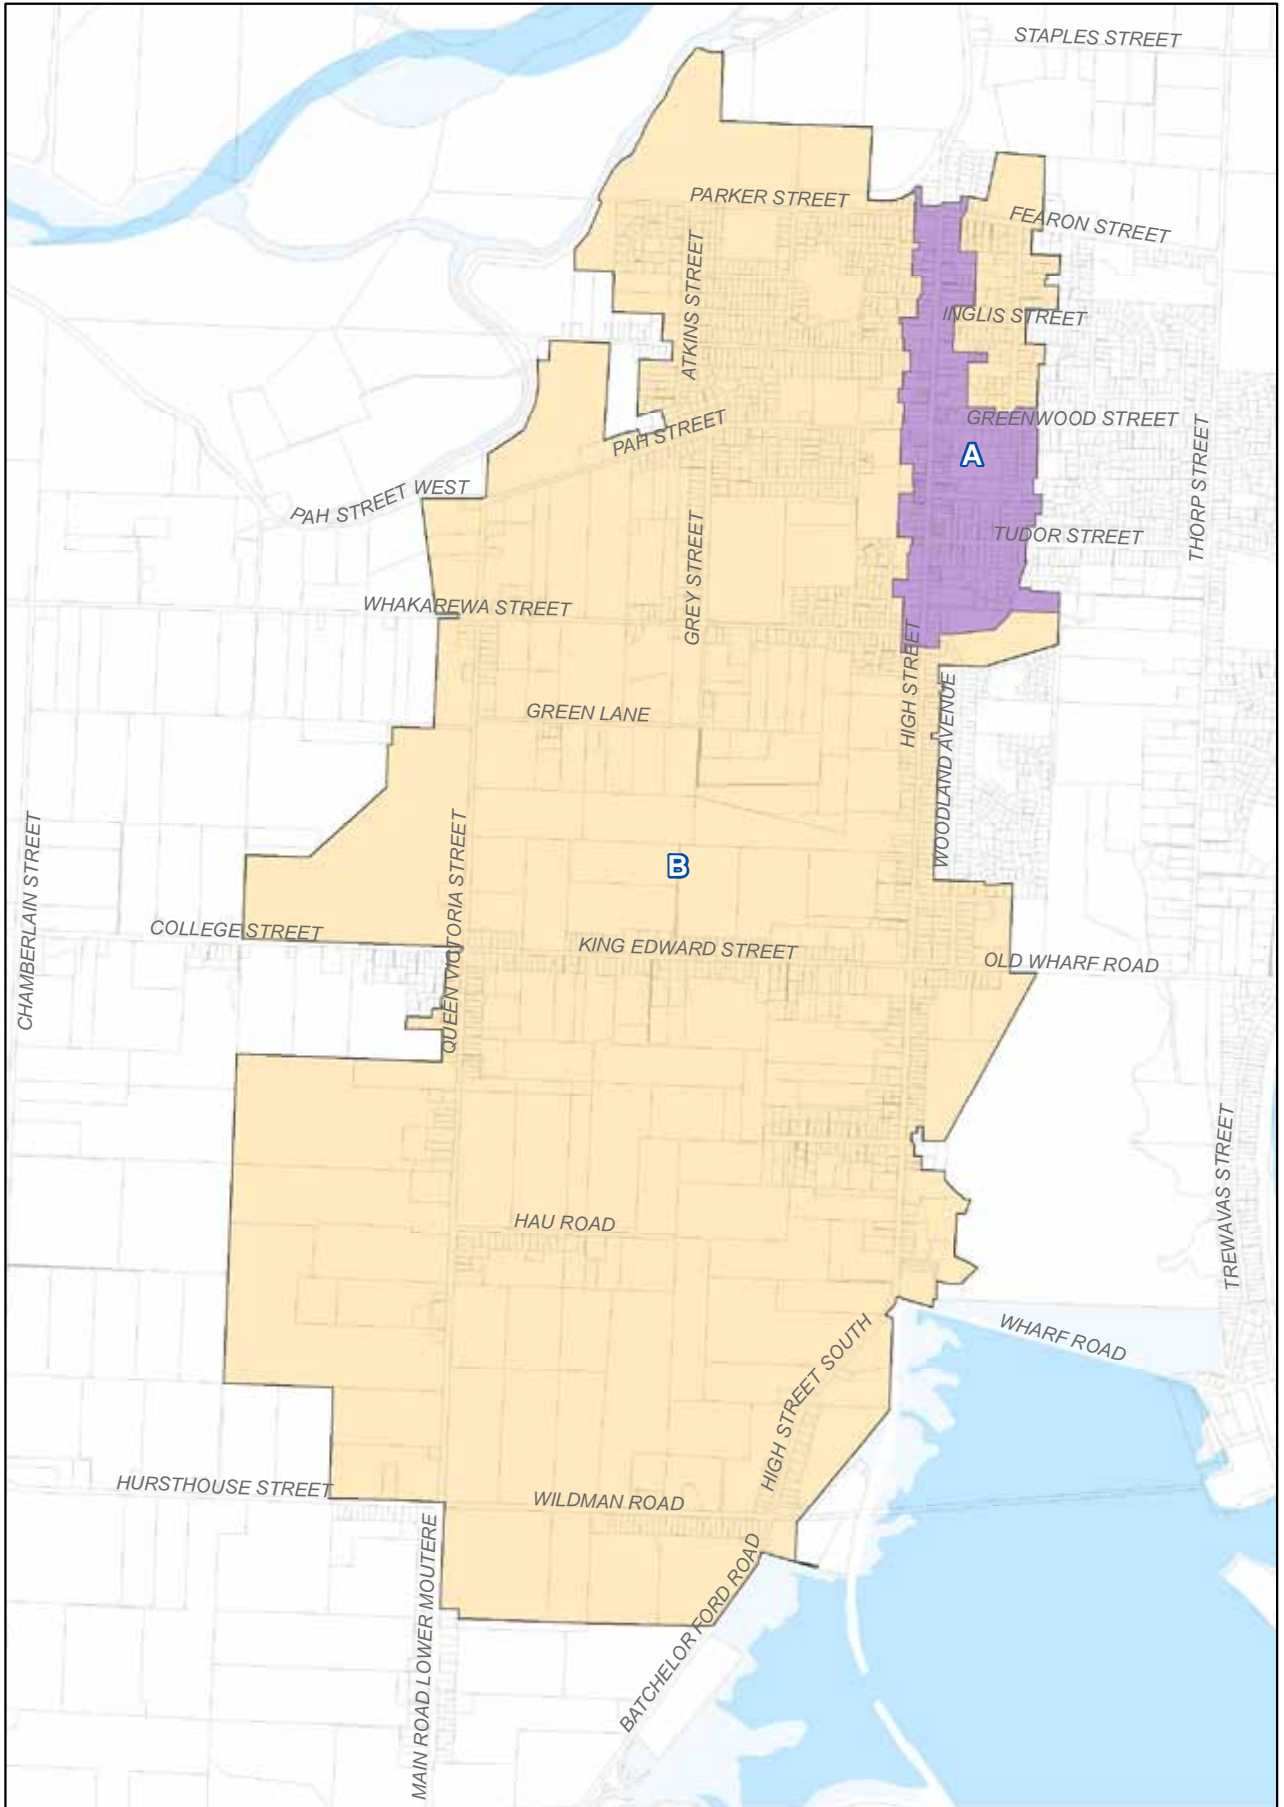 STAPLES STREET
PARKER STREET
FEARON STREET
ATKINS STREET
INGLIS STREET
GREENWOOD STREET
PAH STREET
A
THORP STREET
PAH STREET WEST
TUDOR STREET
GREY STREET
WHAKAREWA STREET
HIGH STREET
GREEN LANE
WOODLAND AVENUE
CHAMBERLAIN STREET
QUEEN VICTORIA STREET
B
COLLEGE STREET
KING EDWARD STREET
OLD WHARF ROAD
TREWAVAS STREET
HAU ROAD
WHARF ROAD
HIGH STREET SOUTH
HURSTHOUSE STREET
WILDMAN ROAD
MAIN ROAD LOWER MOUTERE
BATCHELOR FORD ROAD